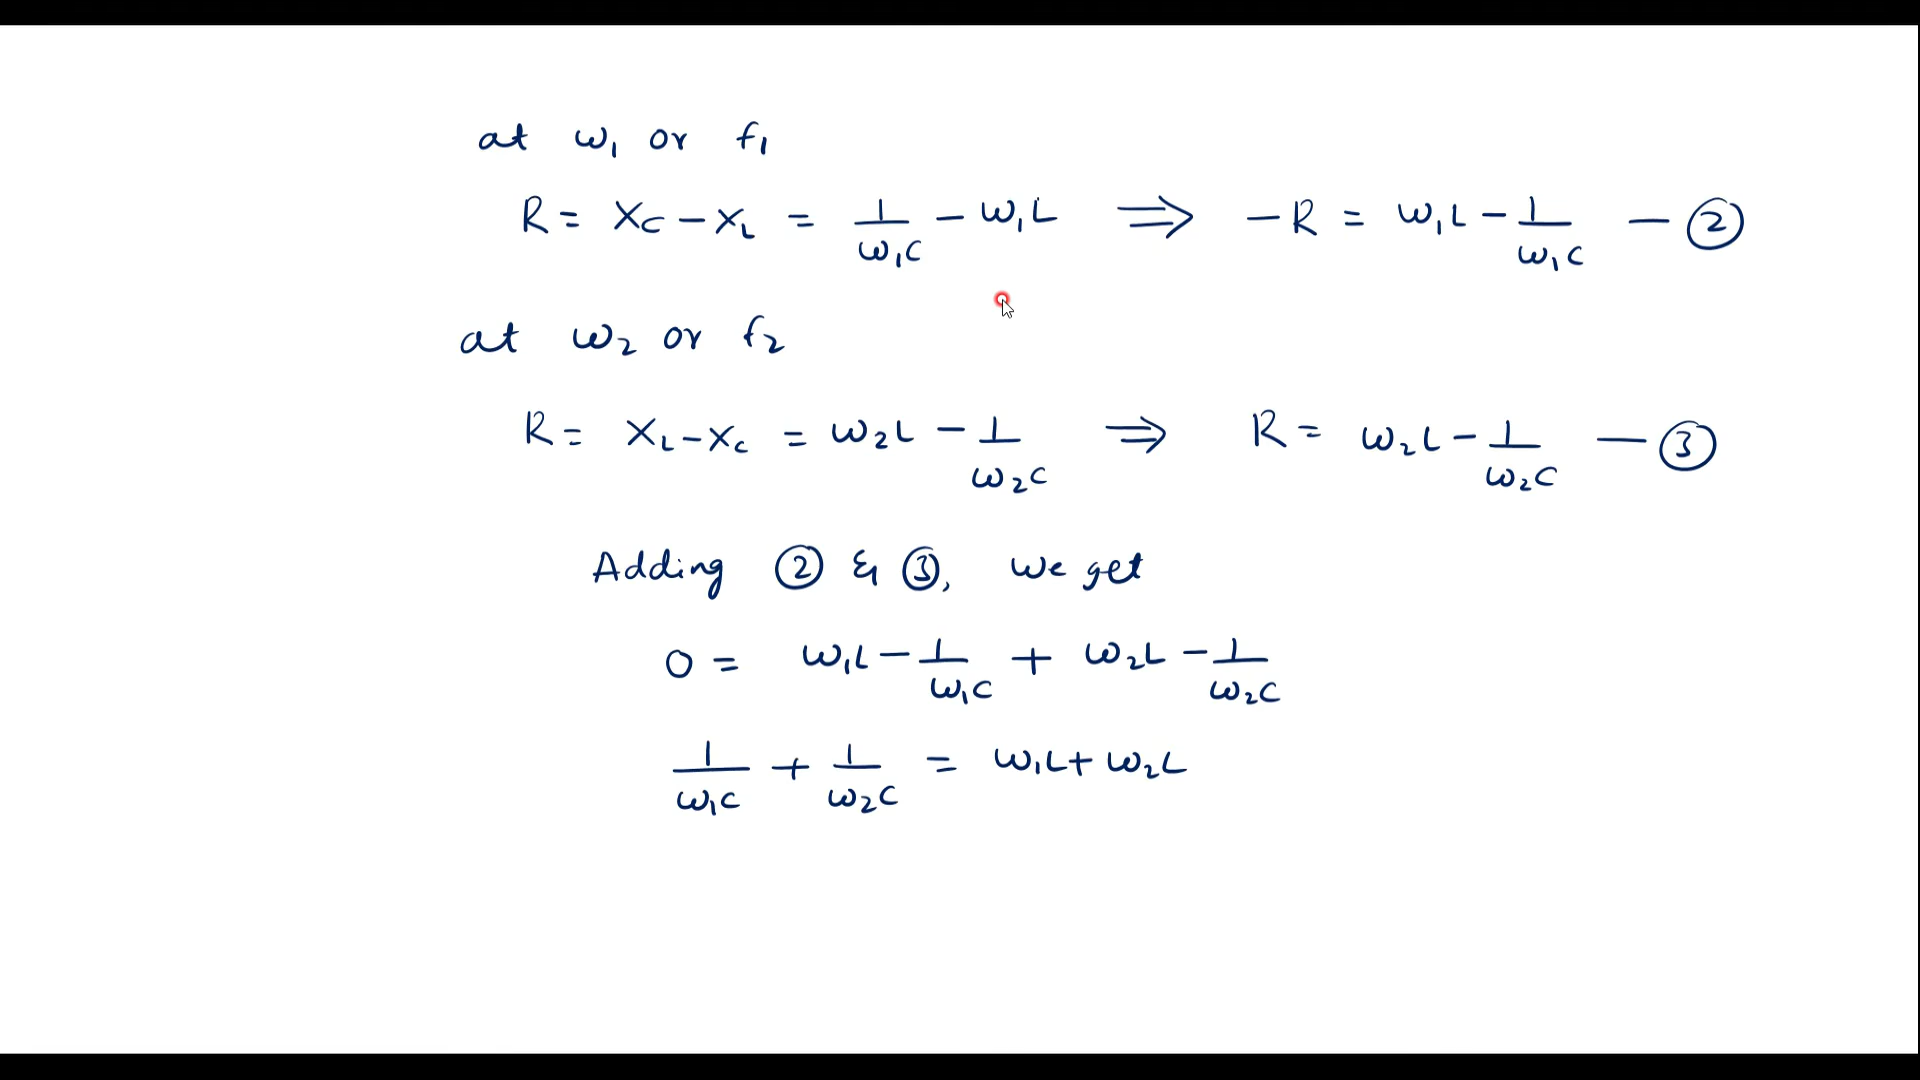 at ω₁ or f₁
R = X_C − X_L = 1/ω₁C − ω₁L ⟹ −R = ω₁L − 1/ω₁C — ②
at ω₂ or f₂
R = X_L − X_C = ω₂L − 1/ω₂C ⟹ R = ω₂L − 1/ω₂C — ③
Adding ② & ③, we get
0 = ω₁L − 1/ω₁C + ω₂L − 1/ω₂C
1/ω₁C + 1/ω₂C = ω₁L + ω₂L